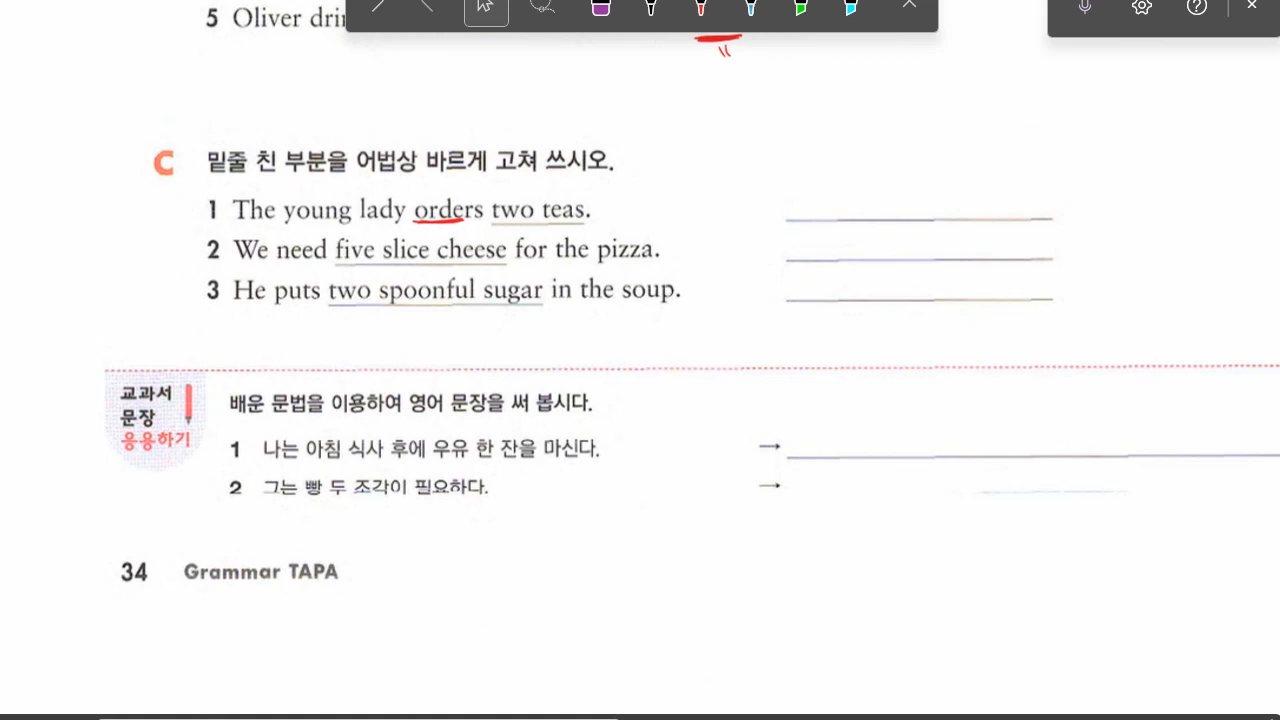 5 Oliver
C 밑줄 친 부분을 어법상 바르게 고쳐 쓰시오.
1 The young lady orders two teas.
2 We need five slice cheese for the pizza.
3 He puts two spoonful sugar in the soup.
교과서
문장
응용하기
배운 문법을 이용하여 영어 문장을 써 봅시다.
1 나는 아침 식사 후에 우유 한 잔을 마신다. →
2 그는 빵 두 조각이 필요하다. →
34 Grammar TAPA